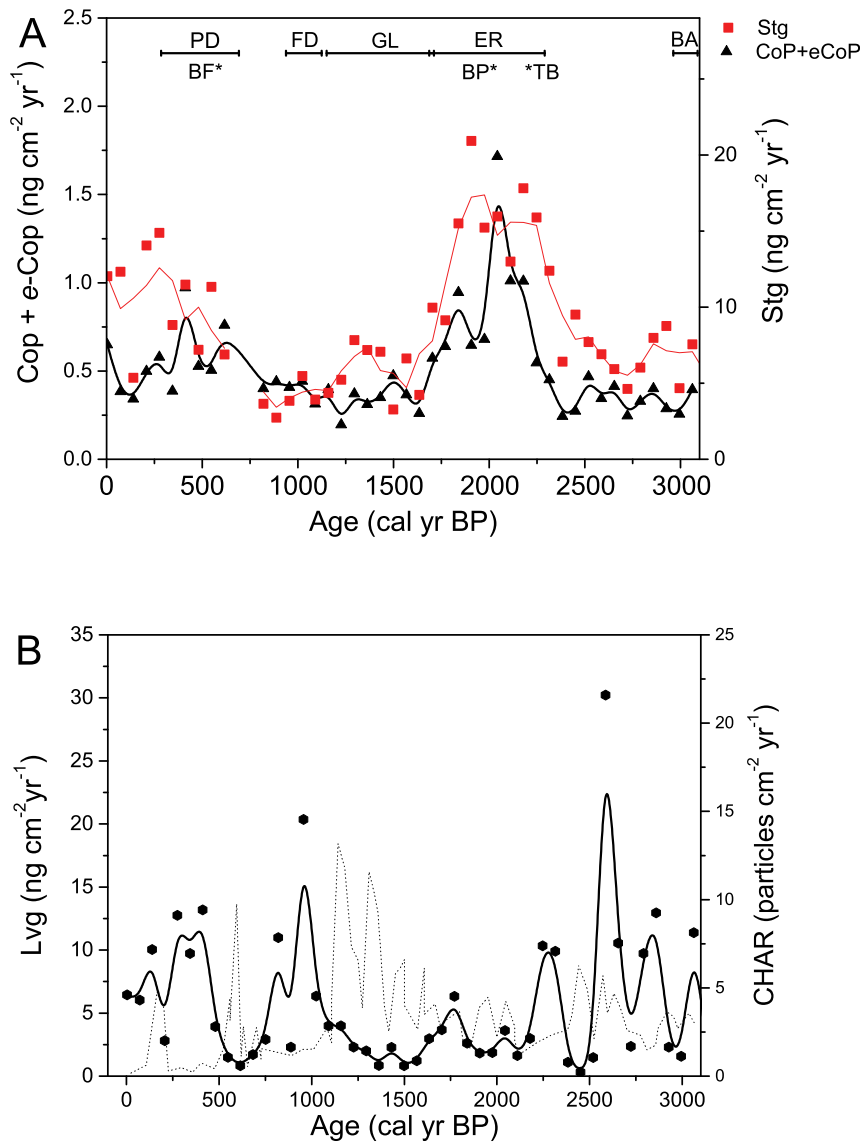 A
PD FD GL ER BA
BF* BP* *TB
Stg
CoP+eCoP
Cop + e-Cop (ng cm-2 yr-1)
2.5
2.0
1.5
1.0
0.5
0.0
Stg (ng cm-2 yr-1)
20
10
0
0 500 1000 1500 2000 2500 3000
Age (cal yr BP)
B
Lvg (ng cm-2yr-1)
35
30
25
20
15
10
5
0
CHAR (particles cm-2 yr-1)
25
20
15
10
5
0
0 500 1000 1500 2000 2500 3000
Age (cal yr BP)